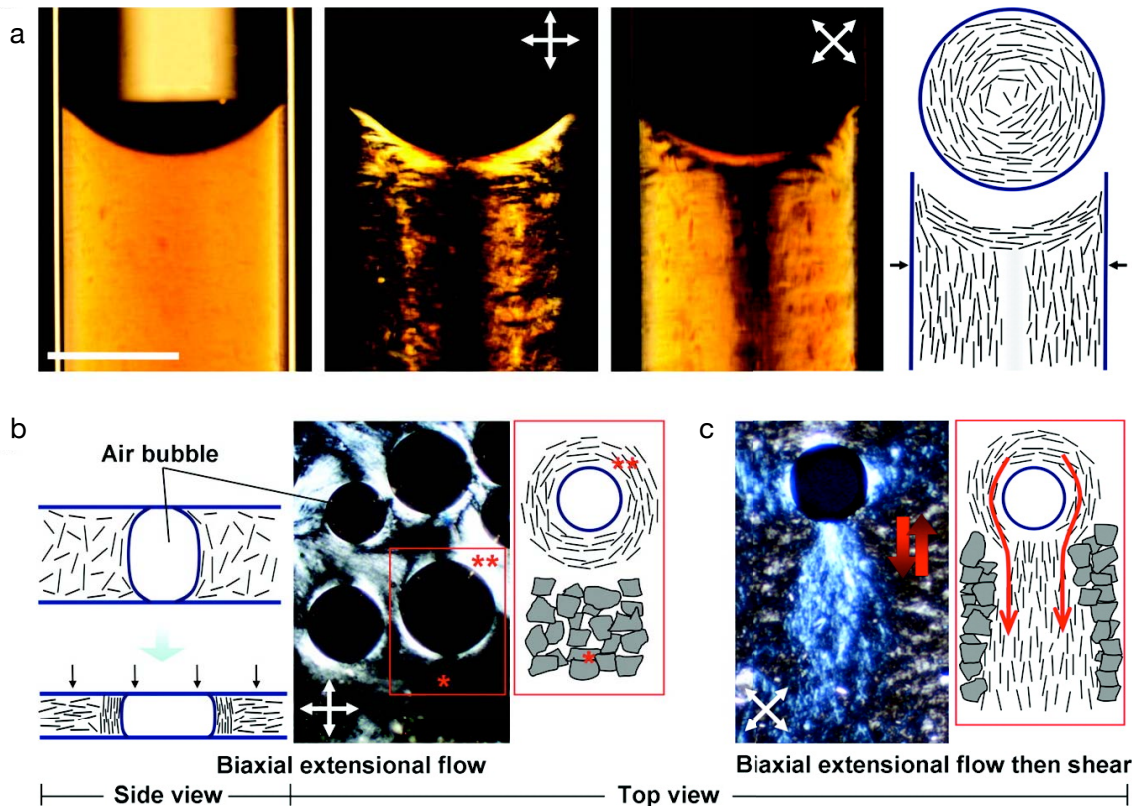 a
b
Air bubble
**
*
**
*
c
Biaxial extensional flow
Biaxial extensional flow then shear
Side view
Top view